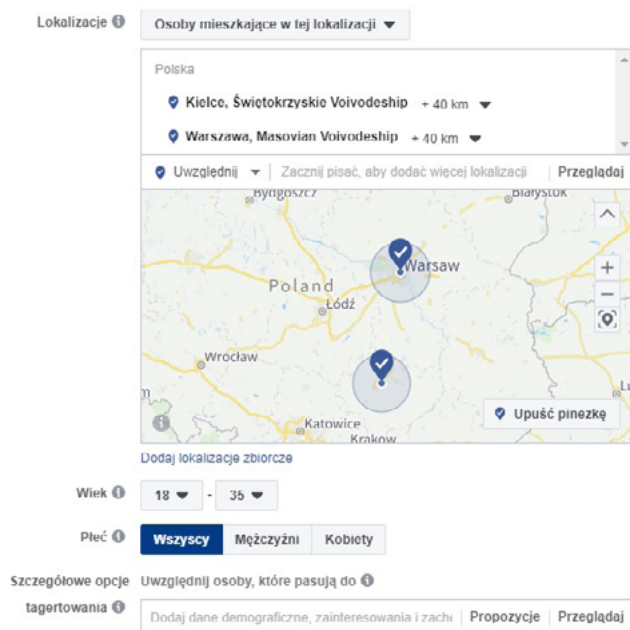 Lokalizacje
Osoby mieszkające w tej lokalizacji
Polska
Kielce, Świętokrzyskie Voivodeship + 40 km
Warszawa, Masovian Voivodeship + 40 km
Uwzględnij Zacznij pisać, aby dodać więcej lokalizacji Przeglądaj
Bydgoszcz
Białystok
Warsaw
Poland
Łódź
Wrocław
Katowice
Krakow
Upuść pinezkę
Dodaj lokalizacje zbiorcze
Wiek 18 - 35
Płeć Wszyscy Mężczyźni Kobiety
Szczegółowe opcje Uwzględnij osoby, które pasują do
tagertowania Dodaj dane demograficzne, zainteresowania i zacho Propozycje Przeglądaj